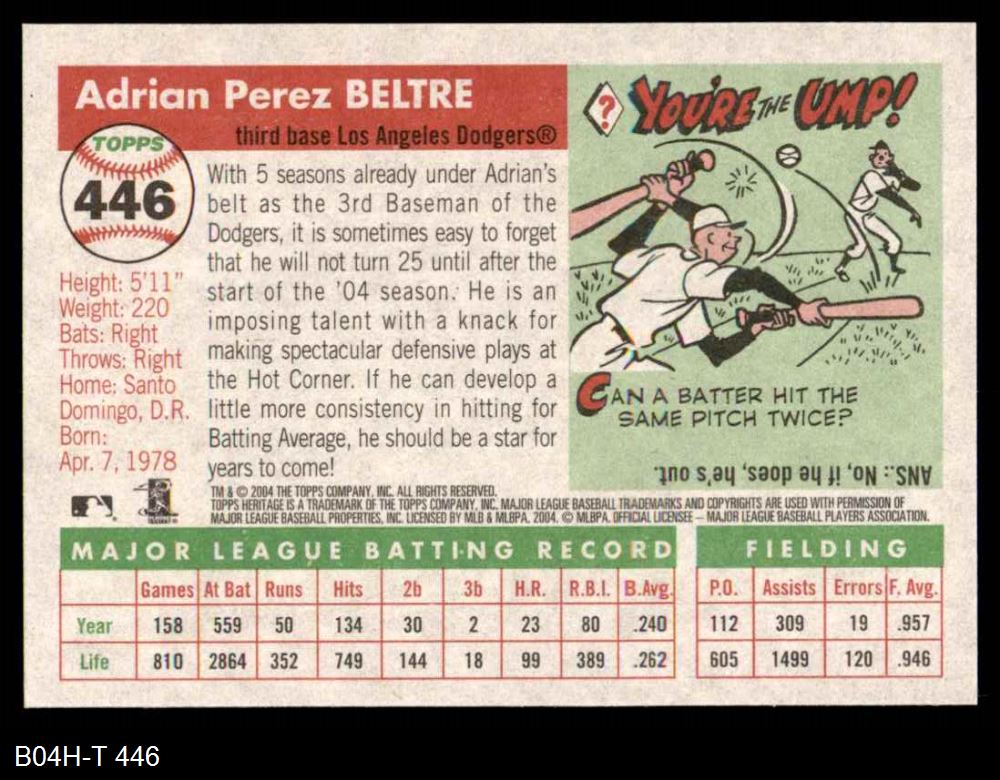 Adrian Perez BELTRE
third base Los Angeles Dodgers®
TOPPS
446
Height: 5'11"
Weight: 220
Bats: Right
Throws: Right
Home: Santo
Domingo, D.R.
Born:
Apr. 7, 1978
With 5 seasons already under Adrian's
belt as the 3rd Baseman of the
Dodgers, it is sometimes easy to forget
that he will not turn 25 until after the
start of the '04 season. He is an
imposing talent with a knack for
making spectacular defensive plays at
the Hot Corner. If he can develop a
little more consistency in hitting for
Batting Average, he should be a star for
years to come!
? YOU'RE THE UMP!
CAN A BATTER HIT THE
SAME PITCH TWICE?
ANS.: No, if he does, he's out.
TM & © 2004 THE TOPPS COMPANY, INC. ALL RIGHTS RESERVED.
TOPPS HERITAGE IS A TRADEMARK OF THE TOPPS COMPANY, INC. MAJOR LEAGUE BASEBALL TRADEMARKS AND COPYRIGHTS ARE USED WITH PERMISSION OF
MAJOR LEAGUE BASEBALL PROPERTIES, INC. LICENSED BY MLB & MLBPA. 2004. © MLBPA. OFFICIAL LICENSEE – MAJOR LEAGUE BASEBALL PLAYERS ASSOCIATION.
MAJOR LEAGUE BATTING RECORD FIELDING
Games At Bat Runs Hits 2b 3b H.R. R.B.I. B.Avg. P.O. Assists Errors F. Avg.
Year 158 559 50 134 30 2 23 80 .240 112 309 19 .957
Life 810 2864 352 749 144 18 99 389 .262 605 1499 120 .946
B04H-T 446